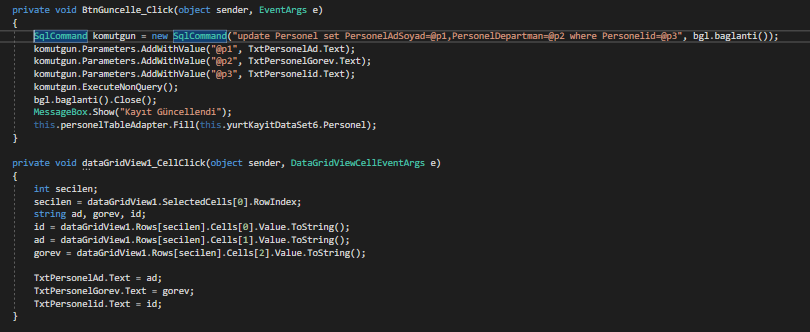 private void BtnGuncelle_Click(object sender, EventArgs e)
{
SqlCommand komutgun = new SqlCommand("update Personel set PersonelAdSoyad=@p1,PersonelDepartman=@p2 where Personelid=@p3", bgl.baglanti());
komutgun.Parameters.AddWithValue("@p1", TxtPersonelAd.Text);
komutgun.Parameters.AddWithValue("@p2", TxtPersonelGorev.Text);
komutgun.Parameters.AddWithValue("@p3", TxtPersonelid.Text);
komutgun.ExecuteNonQuery();
bgl.baglanti().Close();
MessageBox.Show("Kayıt Güncellendi");
this.personelTableAdapter.Fill(this.yurtKayitDataSet6.Personel);
}
private void dataGridView1_CellClick(object sender, DataGridViewCellEventArgs e)
{
int secilen;
secilen = dataGridView1.SelectedCells[0].RowIndex;
string ad, gorev, id;
id = dataGridView1.Rows[secilen].Cells[0].Value.ToString();
ad = dataGridView1.Rows[secilen].Cells[1].Value.ToString();
gorev = dataGridView1.Rows[secilen].Cells[2].Value.ToString();
TxtPersonelAd.Text = ad;
TxtPersonelGorev.Text = gorev;
TxtPersonelid.Text = id;
}